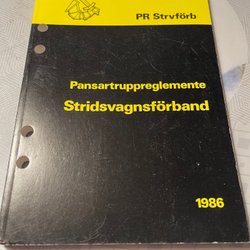 PR Strvförb
Pansartruppreglemente
Stridsvagnsförband
1986